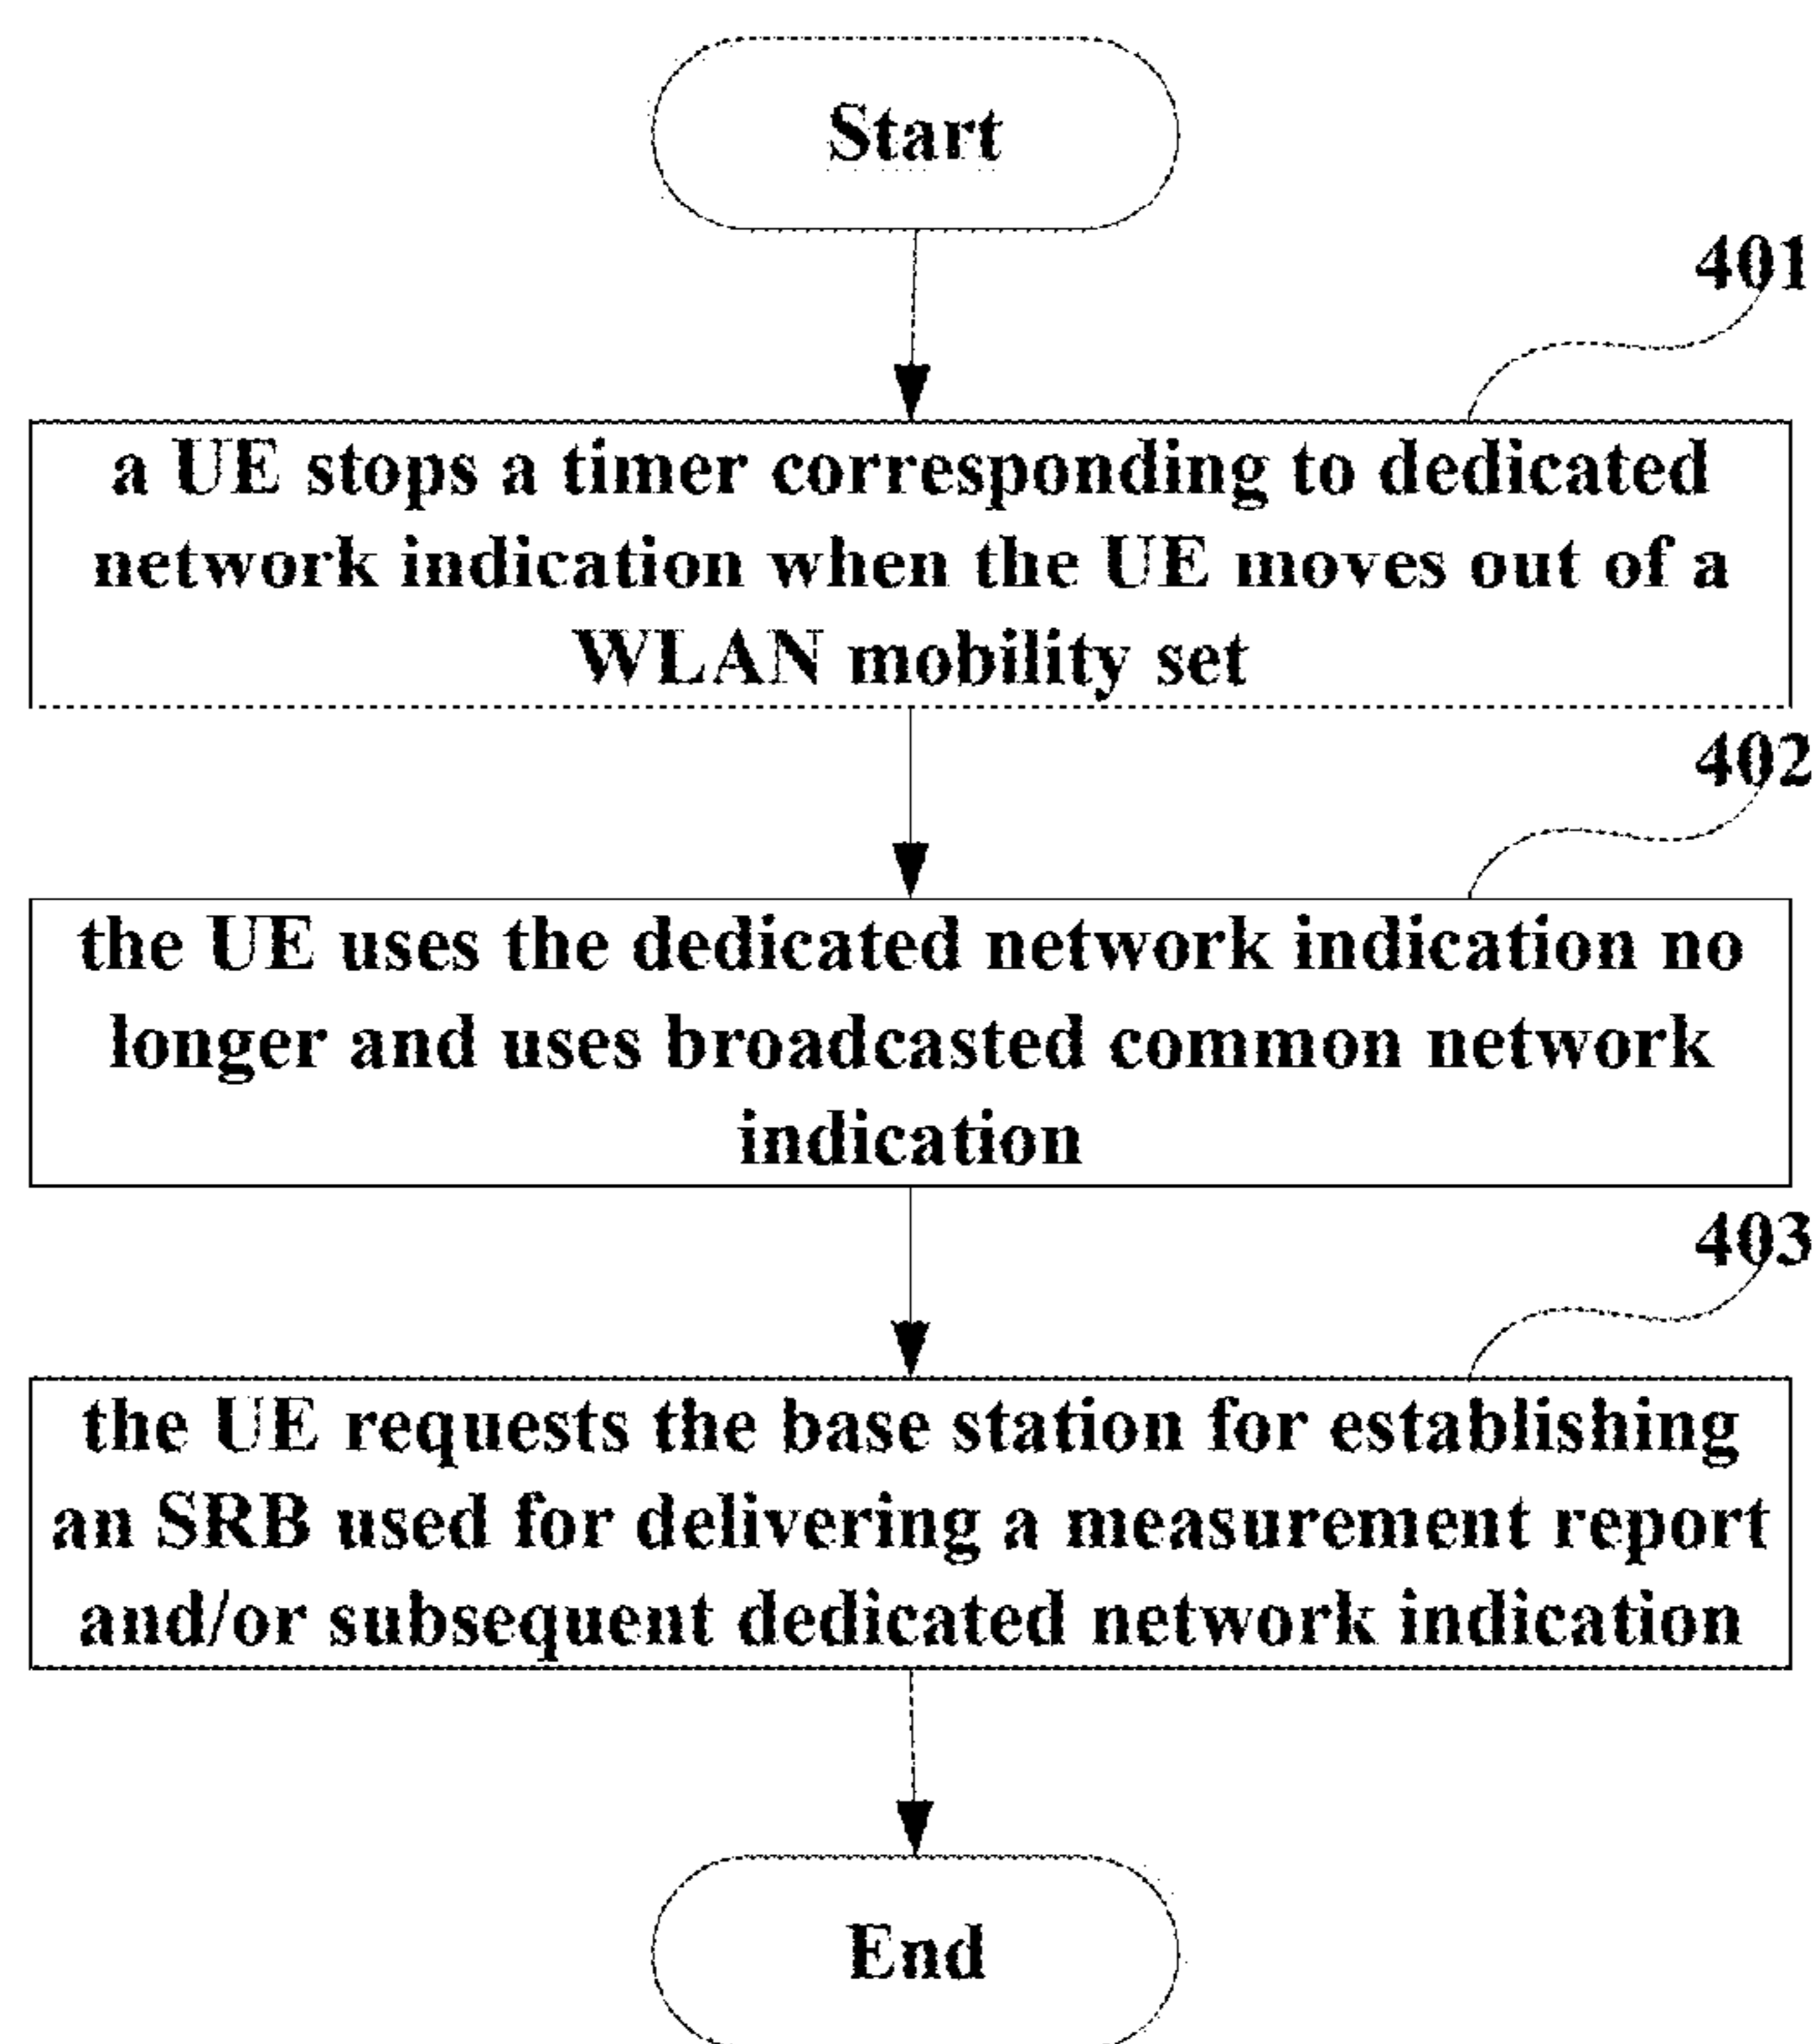 Start
401
a UE stops a timer corresponding to dedicated
network indication when the UE moves out of a
WLAN mobility set
402
the UE uses the dedicated network indication no
longer and uses broadcasted common network
indication
403
the UE requests the base station for establishing
an SRB used for delivering a measurement report
and/or subsequent dedicated network indication
End